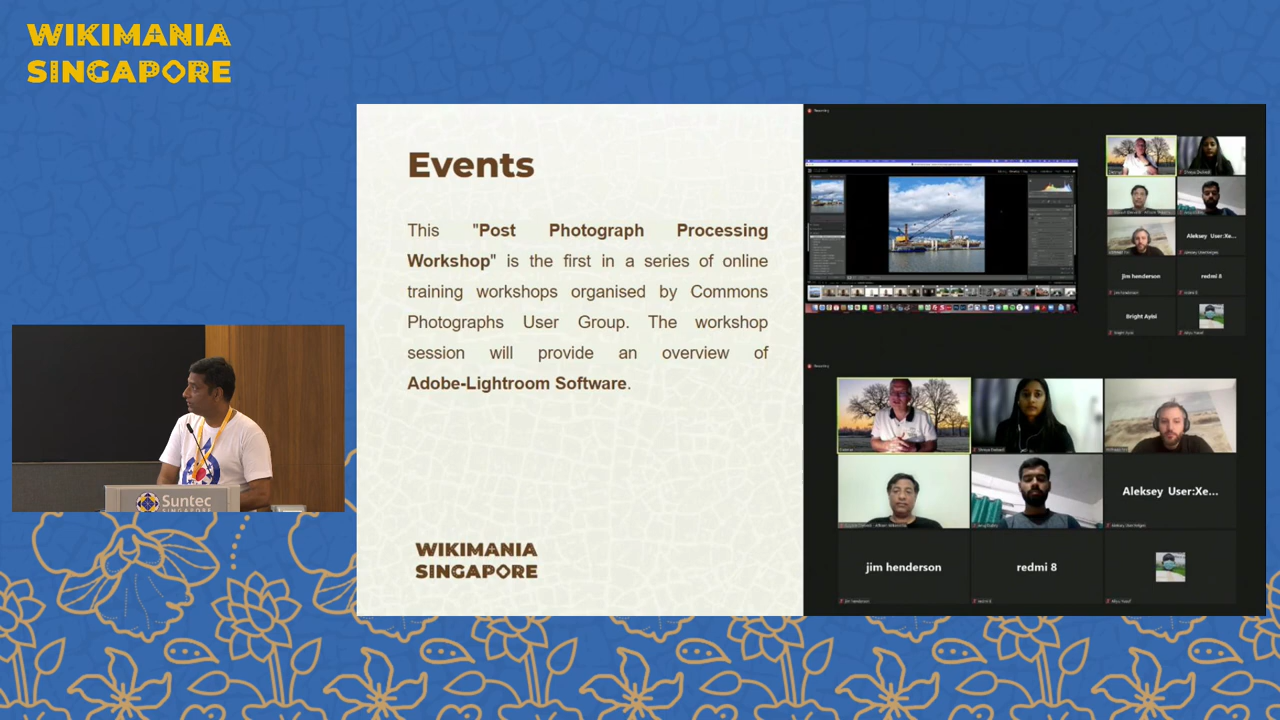 WIKIMANIA
SINGAPORE
Events
This "Post Photograph Processing
Workshop" is the first in a series of online
training workshops organised by Commons
Photographs User Group. The workshop
session will provide an overview of
Adobe-Lightroom Software.
WIKIMANIA
SINGAPORE
Suntec
SINGAPORE
Recording
Aleksey User:Xe...
jim henderson
redmi 8
Bright Ayisi
Recording
Aleksey User:Xe...
jim henderson
redmi 8